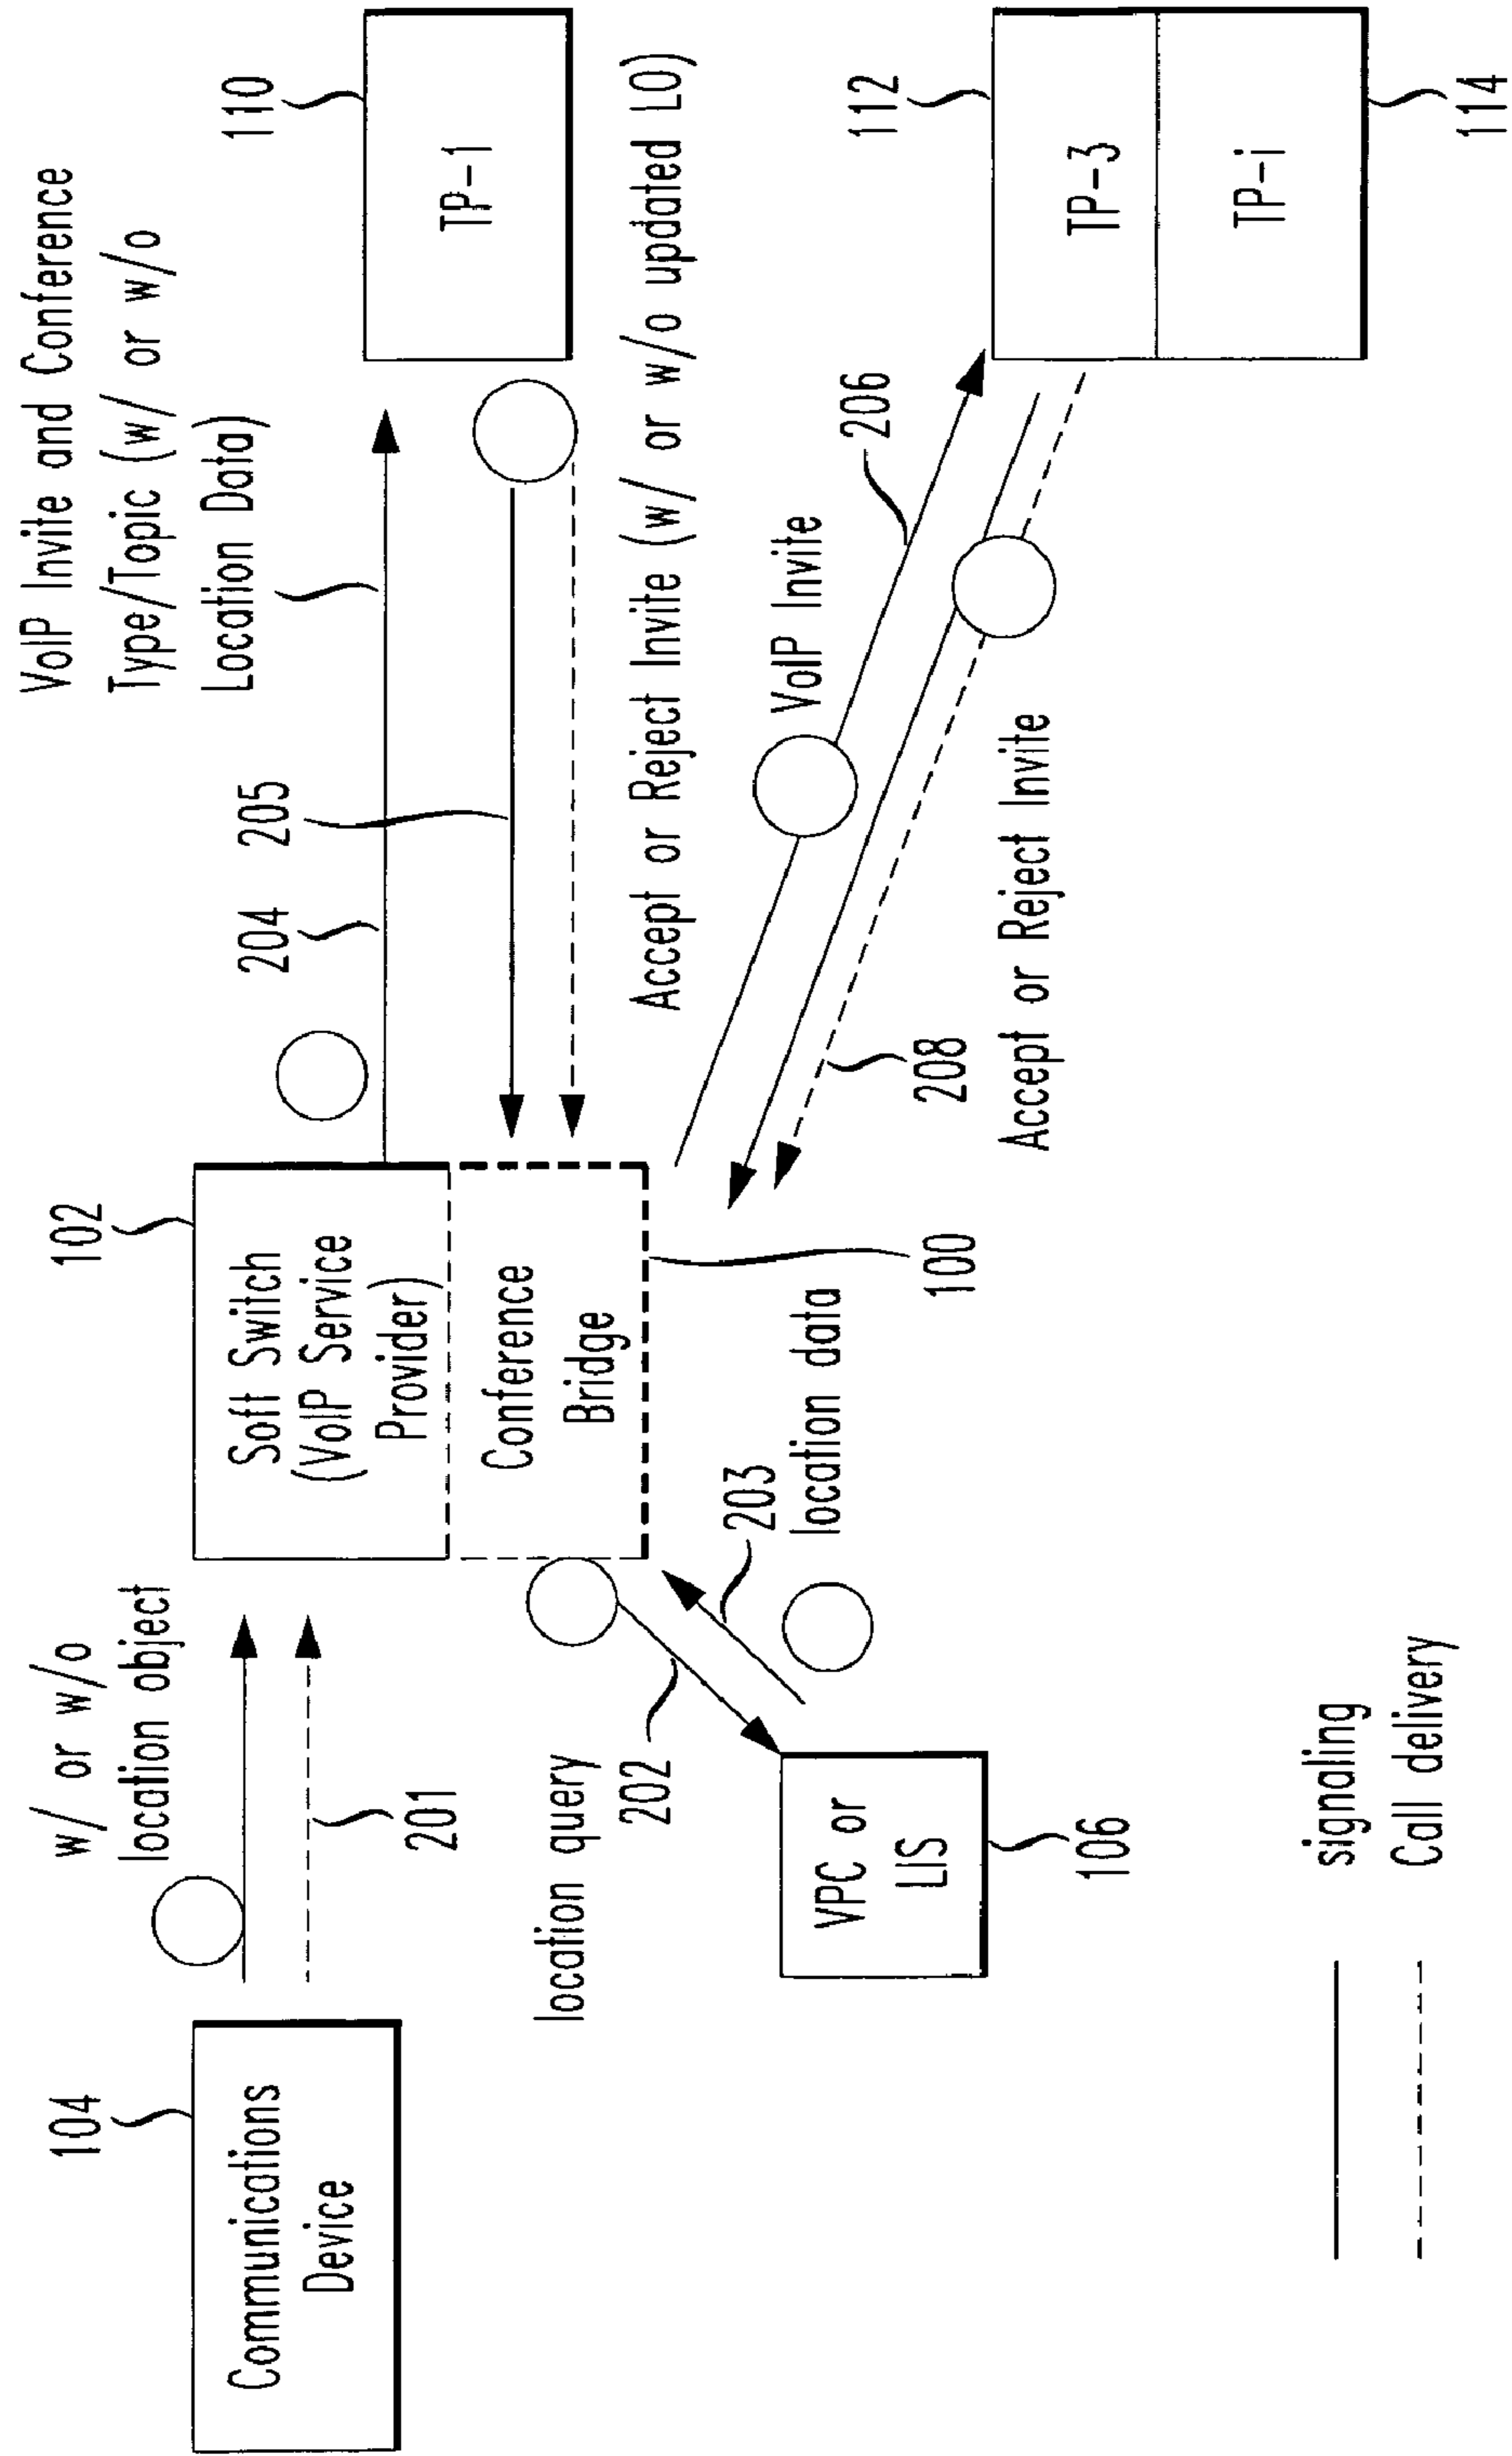 104
Communications
Device
w/ or w/o
location object
201
102
Soft Switch
(VoIP Service
Provider)
Conference
Bridge
100
location query
202
203
location data
VPC or
LIS
106
204
205
VoIP Invite and Conference
Type/Topic (w/ or w/o
Location Data)
110
TP-1
Accept or Reject Invite (w/ or w/o updated LO)
VoIP Invite
206
208
Accept or Reject Invite
112
TP-3
TP-i
114
signaling
Call delivery